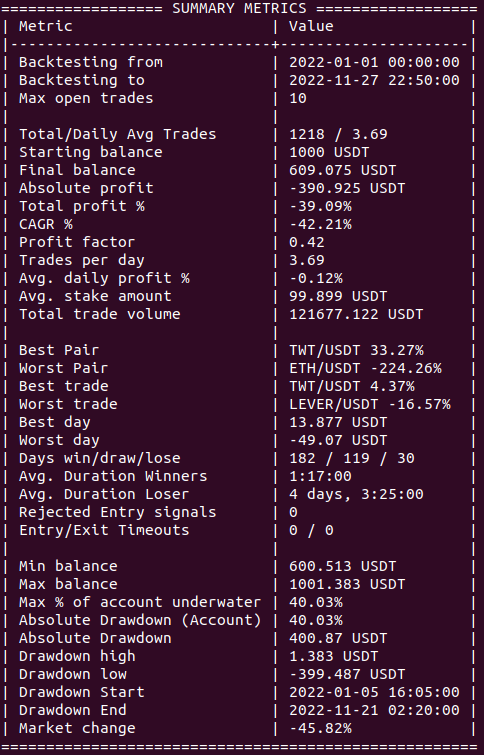 ================== SUMMARY METRICS ==================
| Metric                      | Value               |
|-----------------------------+---------------------|
| Backtesting from            | 2022-01-01 00:00:00 |
| Backtesting to              | 2022-11-27 22:50:00 |
| Max open trades             | 10                  |
|                             |                     |
| Total/Daily Avg Trades      | 1218 / 3.69         |
| Starting balance            | 1000 USDT           |
| Final balance               | 609.075 USDT        |
| Absolute profit             | -390.925 USDT       |
| Total profit %              | -39.09%             |
| CAGR %                      | -42.21%             |
| Profit factor               | 0.42                |
| Trades per day              | 3.69                |
| Avg. daily profit %         | -0.12%              |
| Avg. stake amount           | 99.899 USDT         |
| Total trade volume          | 121677.122 USDT     |
|                             |                     |
| Best Pair                   | TWT/USDT 33.27%     |
| Worst Pair                  | ETH/USDT -224.26%   |
| Best trade                  | TWT/USDT 4.37%      |
| Worst trade                 | LEVER/USDT -16.57%  |
| Best day                    | 13.877 USDT         |
| Worst day                   | -49.07 USDT         |
| Days win/draw/lose          | 182 / 119 / 30      |
| Avg. Duration Winners       | 1:17:00             |
| Avg. Duration Loser         | 4 days, 3:25:00     |
| Rejected Entry signals      | 0                   |
| Entry/Exit Timeouts         | 0 / 0               |
|                             |                     |
| Min balance                 | 600.513 USDT        |
| Max balance                 | 1001.383 USDT       |
| Max % of account underwater | 40.03%              |
| Absolute Drawdown (Account) | 40.03%              |
| Absolute Drawdown           | 400.87 USDT         |
| Drawdown high               | 1.383 USDT          |
| Drawdown low                | -399.487 USDT       |
| Drawdown Start              | 2022-01-05 16:05:00 |
| Drawdown End                | 2022-11-21 02:20:00 |
| Market change               | -45.82%             |
=====================================================